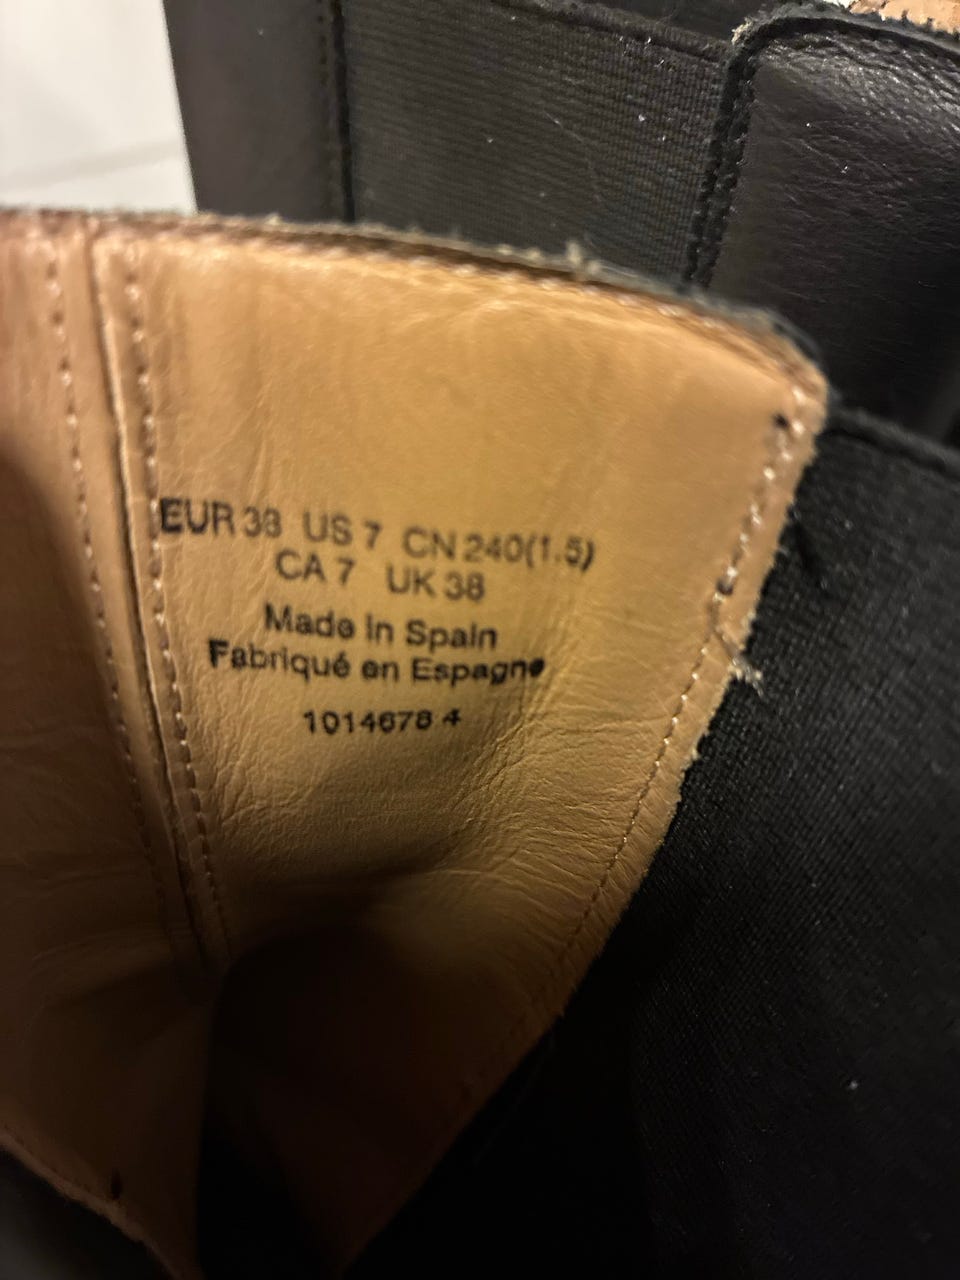 EUR 38 US 7 CN 240(1.5)
CA 7 UK 38
Made in Spain
Fabriqué en Espagne
1014678 4